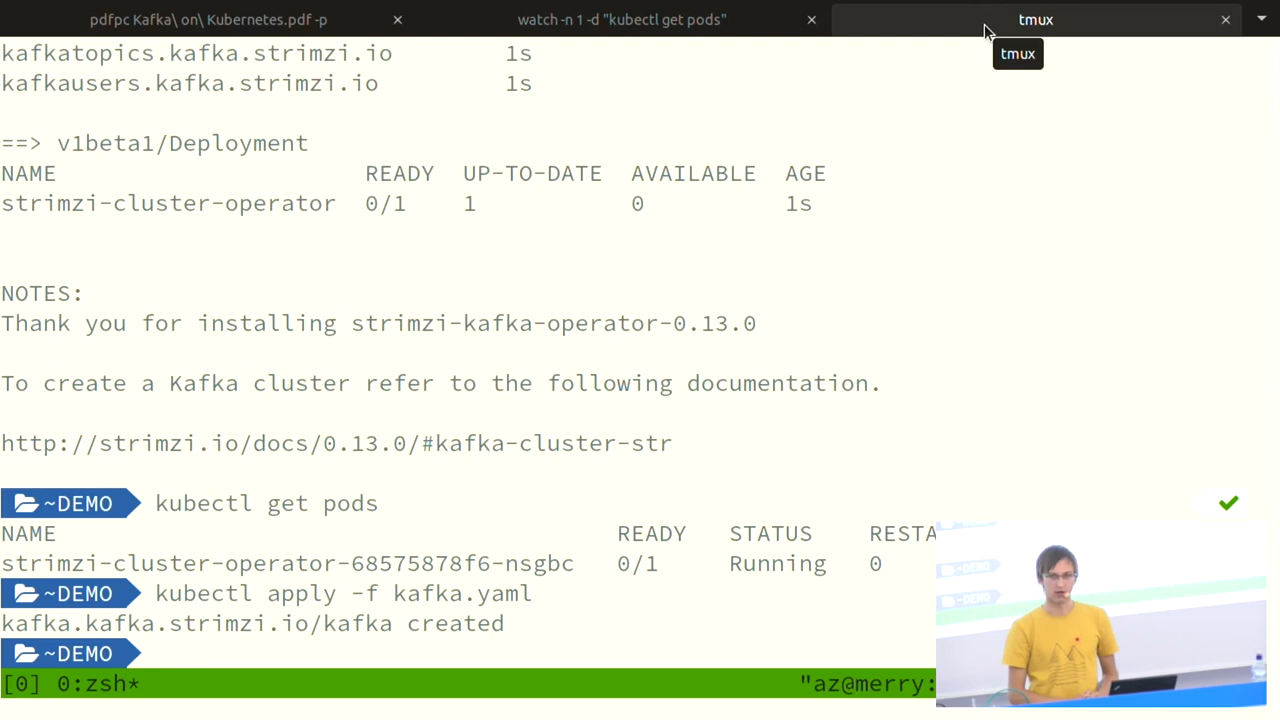 pdfpc Kafka\ on\ Kubernetes.pdf -p
watch -n 1 -d "kubectl get pods"
tmux
tmux
kafkatopics.kafka.strimzi.io 1s
kafkausers.kafka.strimzi.io 1s
==> v1beta1/Deployment
NAME READY UP-TO-DATE AVAILABLE AGE
strimzi-cluster-operator 0/1 1 0 1s
NOTES:
Thank you for installing strimzi-kafka-operator-0.13.0
To create a Kafka cluster refer to the following documentation.
http://strimzi.io/docs/0.13.0/#kafka-cluster-str
~DEMO kubectl get pods
NAME READY STATUS RESTA
strimzi-cluster-operator-68575878f6-nsgbc 0/1 Running 0
~DEMO kubectl apply -f kafka.yaml
kafka.kafka.strimzi.io/kafka created
~DEMO
[0] 0:zsh* "az@merry:
~DEMO
~DEMO